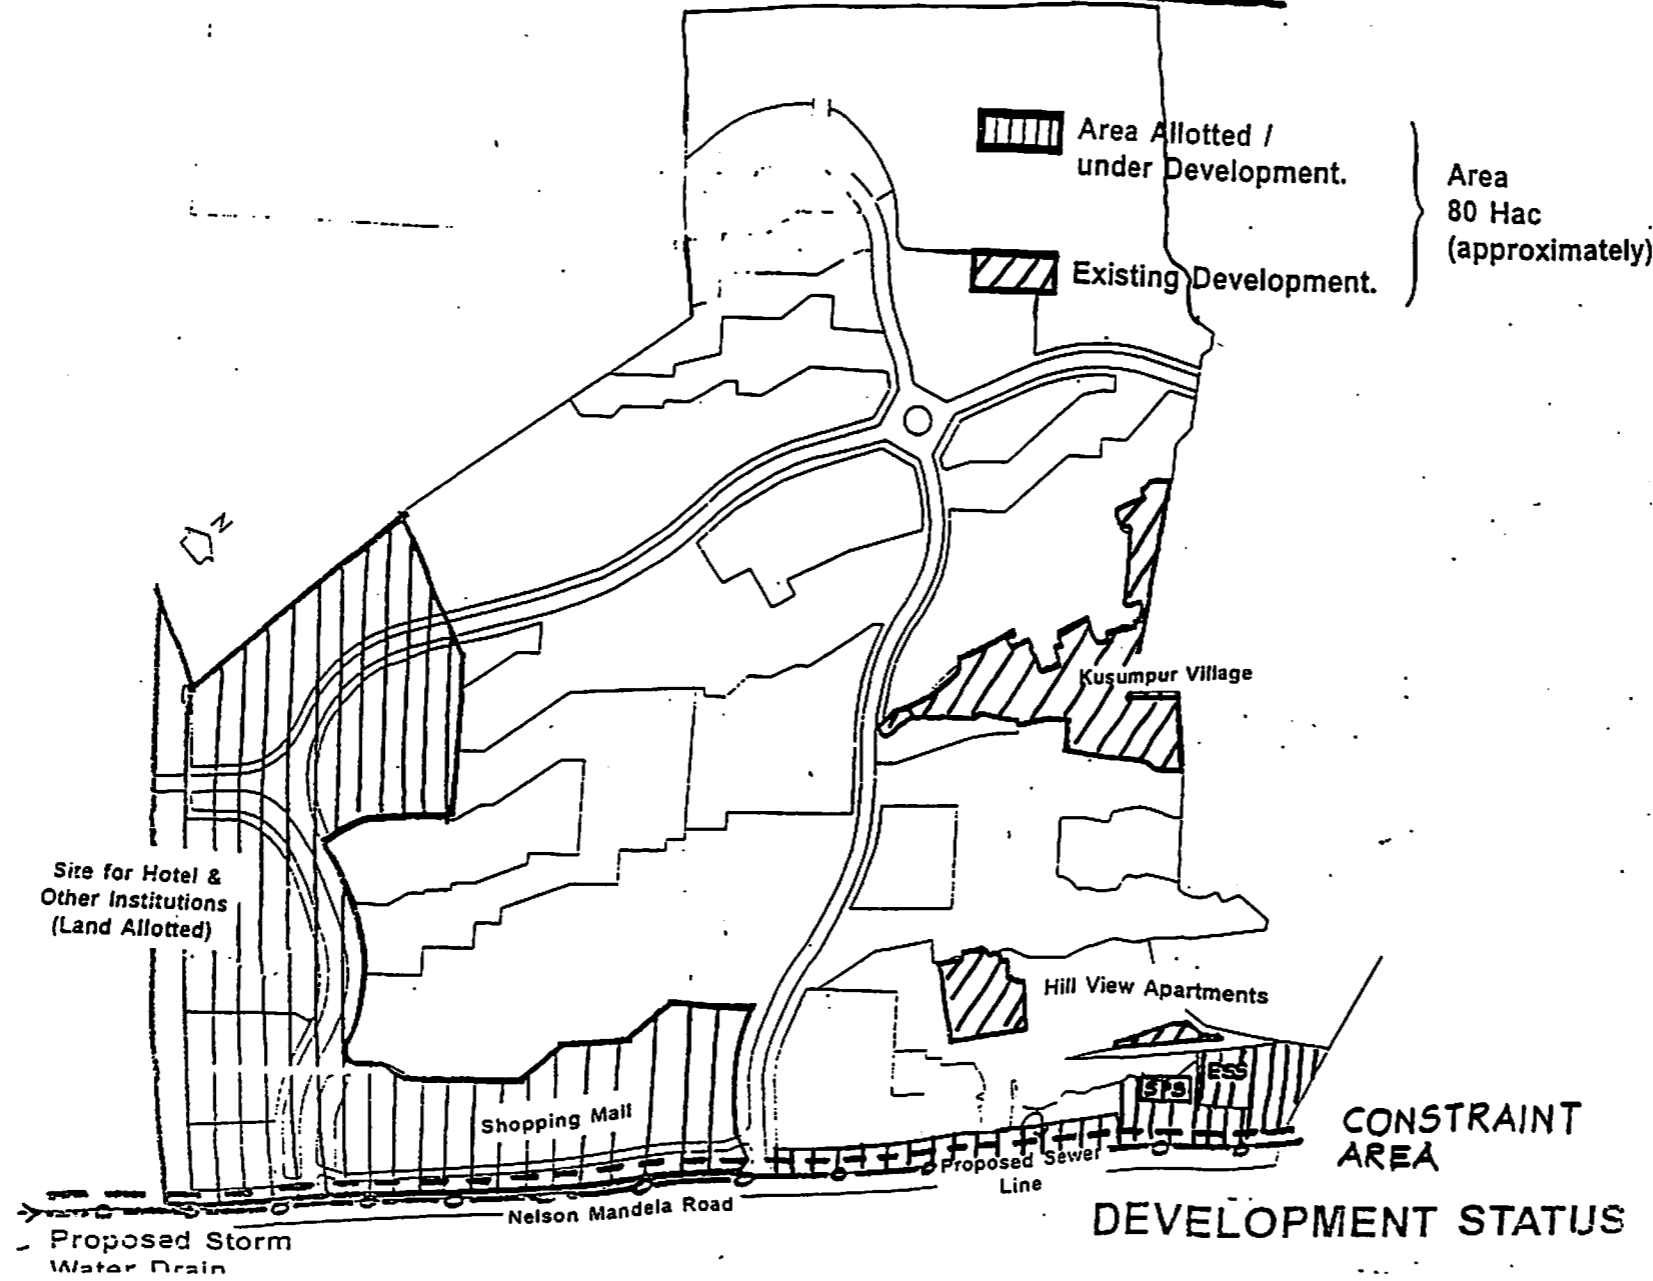 Area Allotted /
under Development.
Area
80 Hac
(approximately)
Existing Development.
N
Kusumpur Village
Site for Hotel &
Other Institutions
(Land Allotted)
Hill View Apartments
ESS
SPS
Shopping Mall
CONSTRAINT
AREA
Proposed Sewer
Line
Nelson Mandela Road
DEVELOPMENT STATUS
Proposed Storm
Water Drain